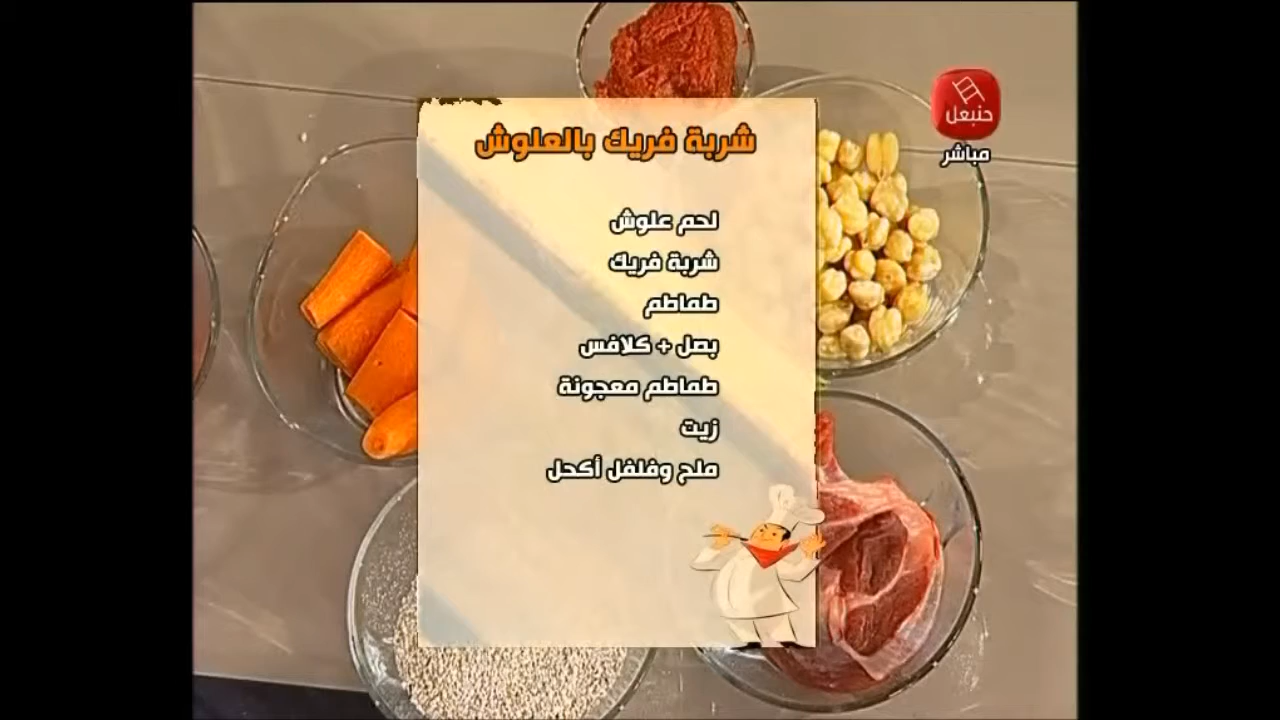 حنبعل
مباشر
شربة فريك بالعلوش
لحم علوش
شربة فريك
طماطم
بصل + كلافس
طماطم معجونة
زيت
ملح وفلفل أكحل